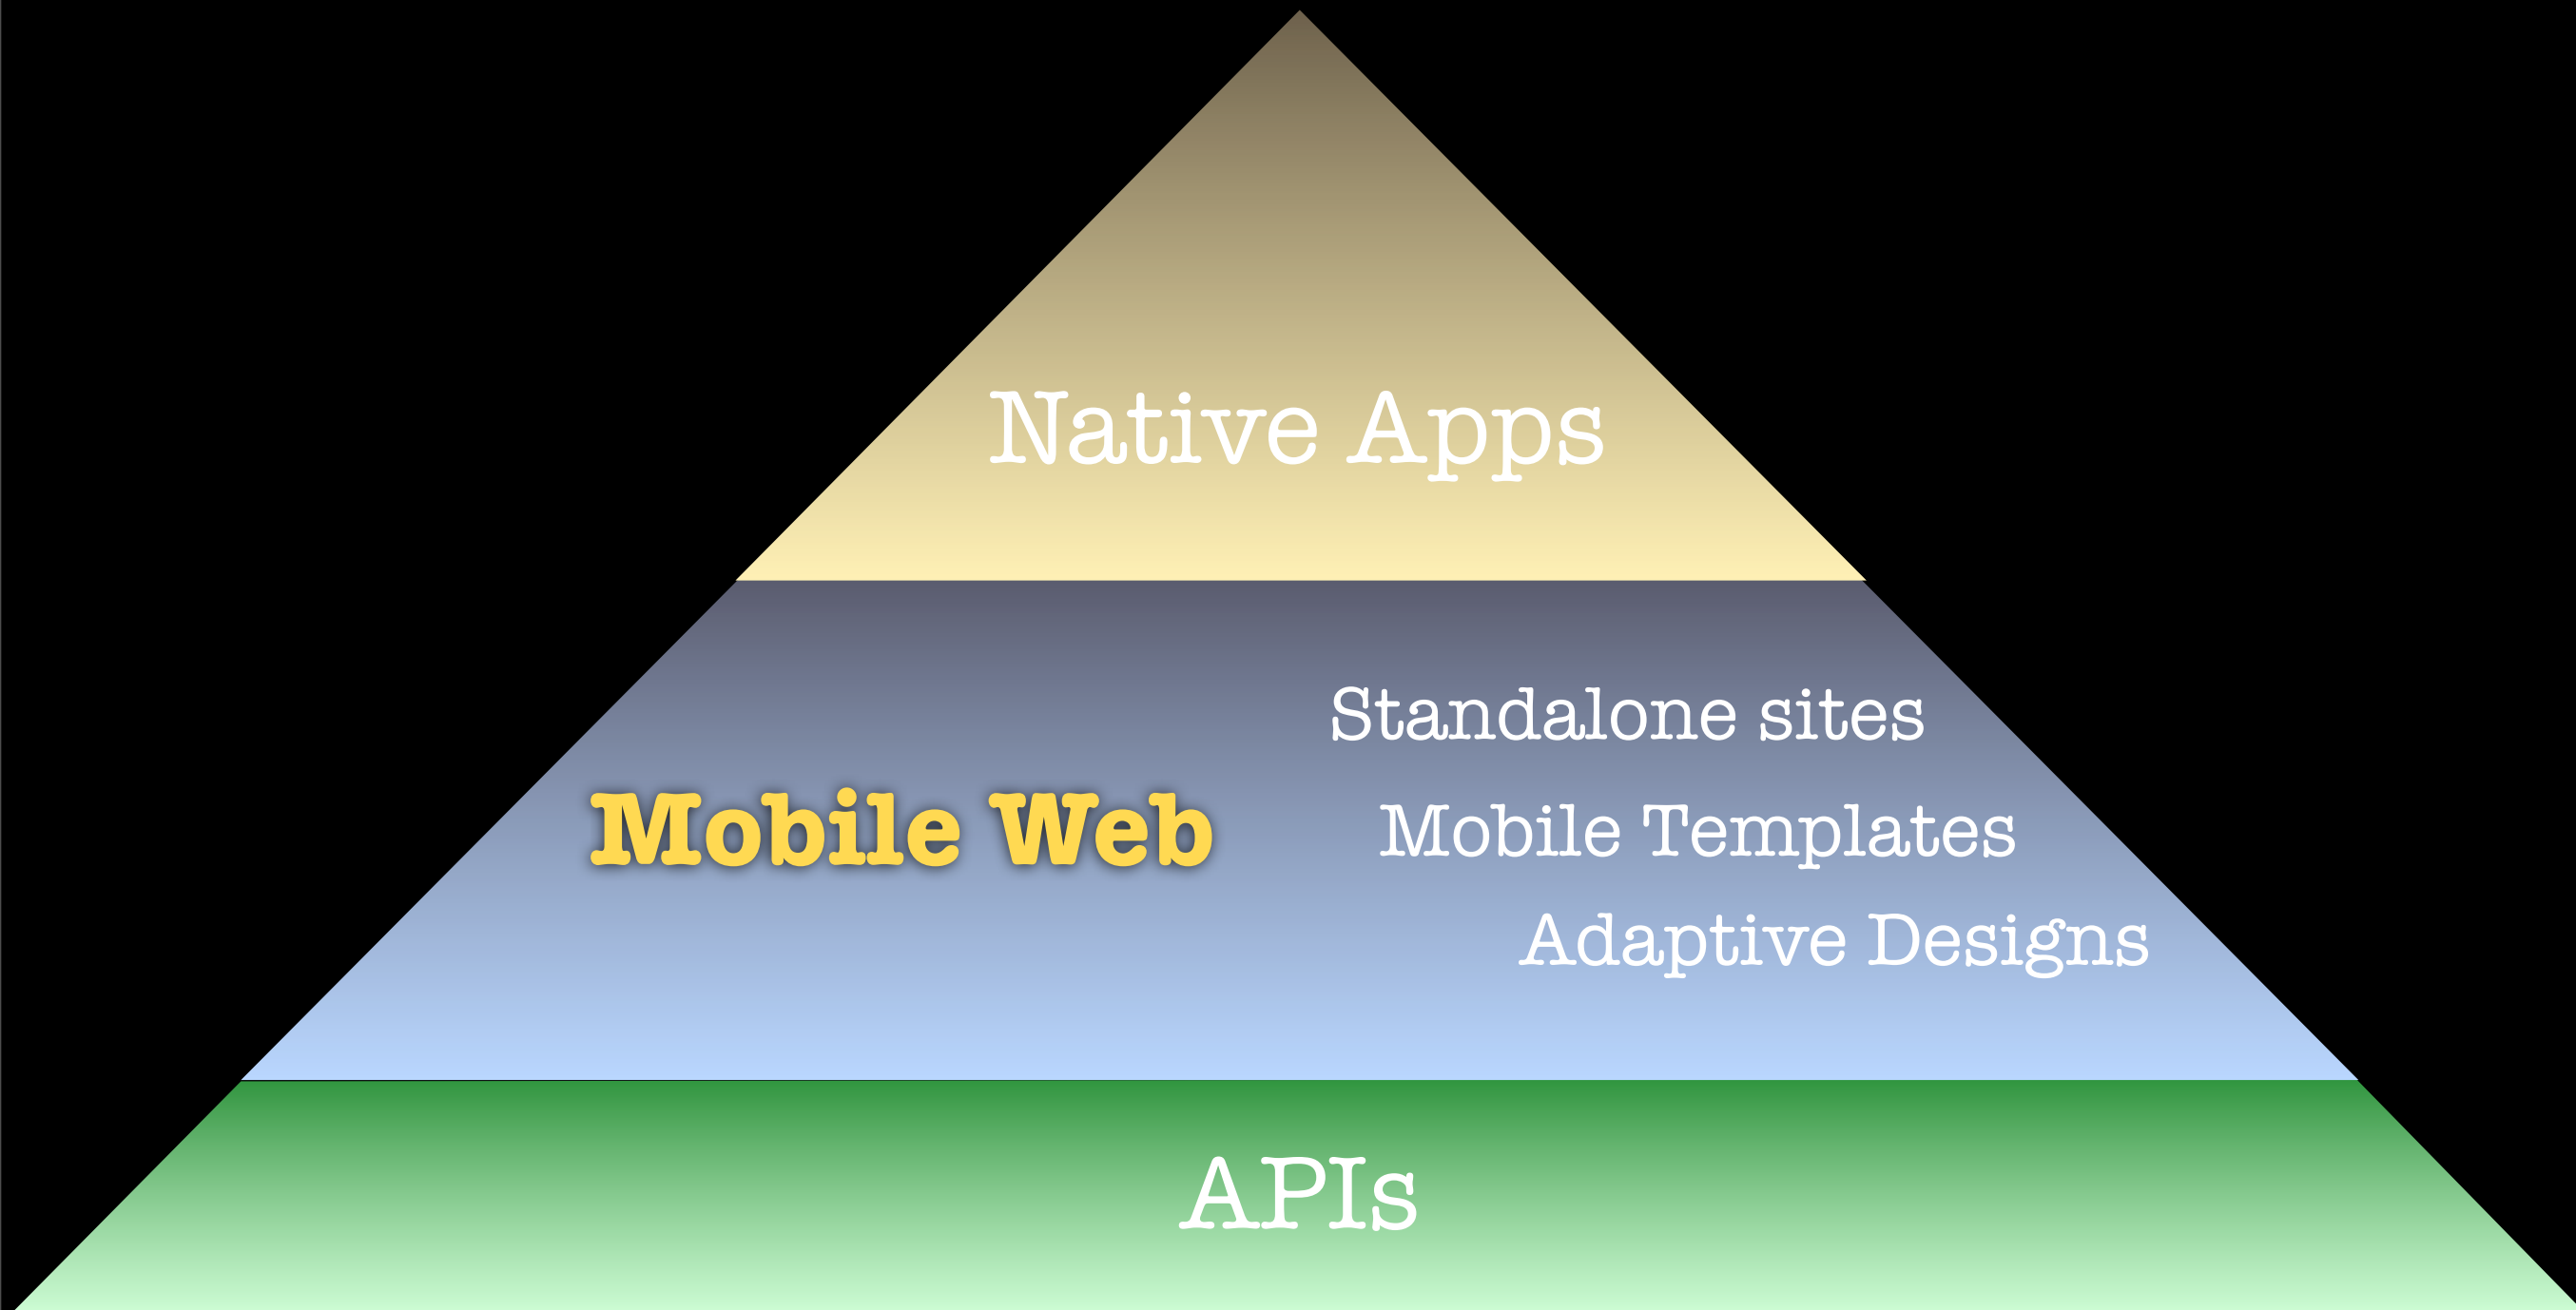 Native Apps
Standalone sites
Mobile Web
Mobile Templates
Adaptive Designs
APIs